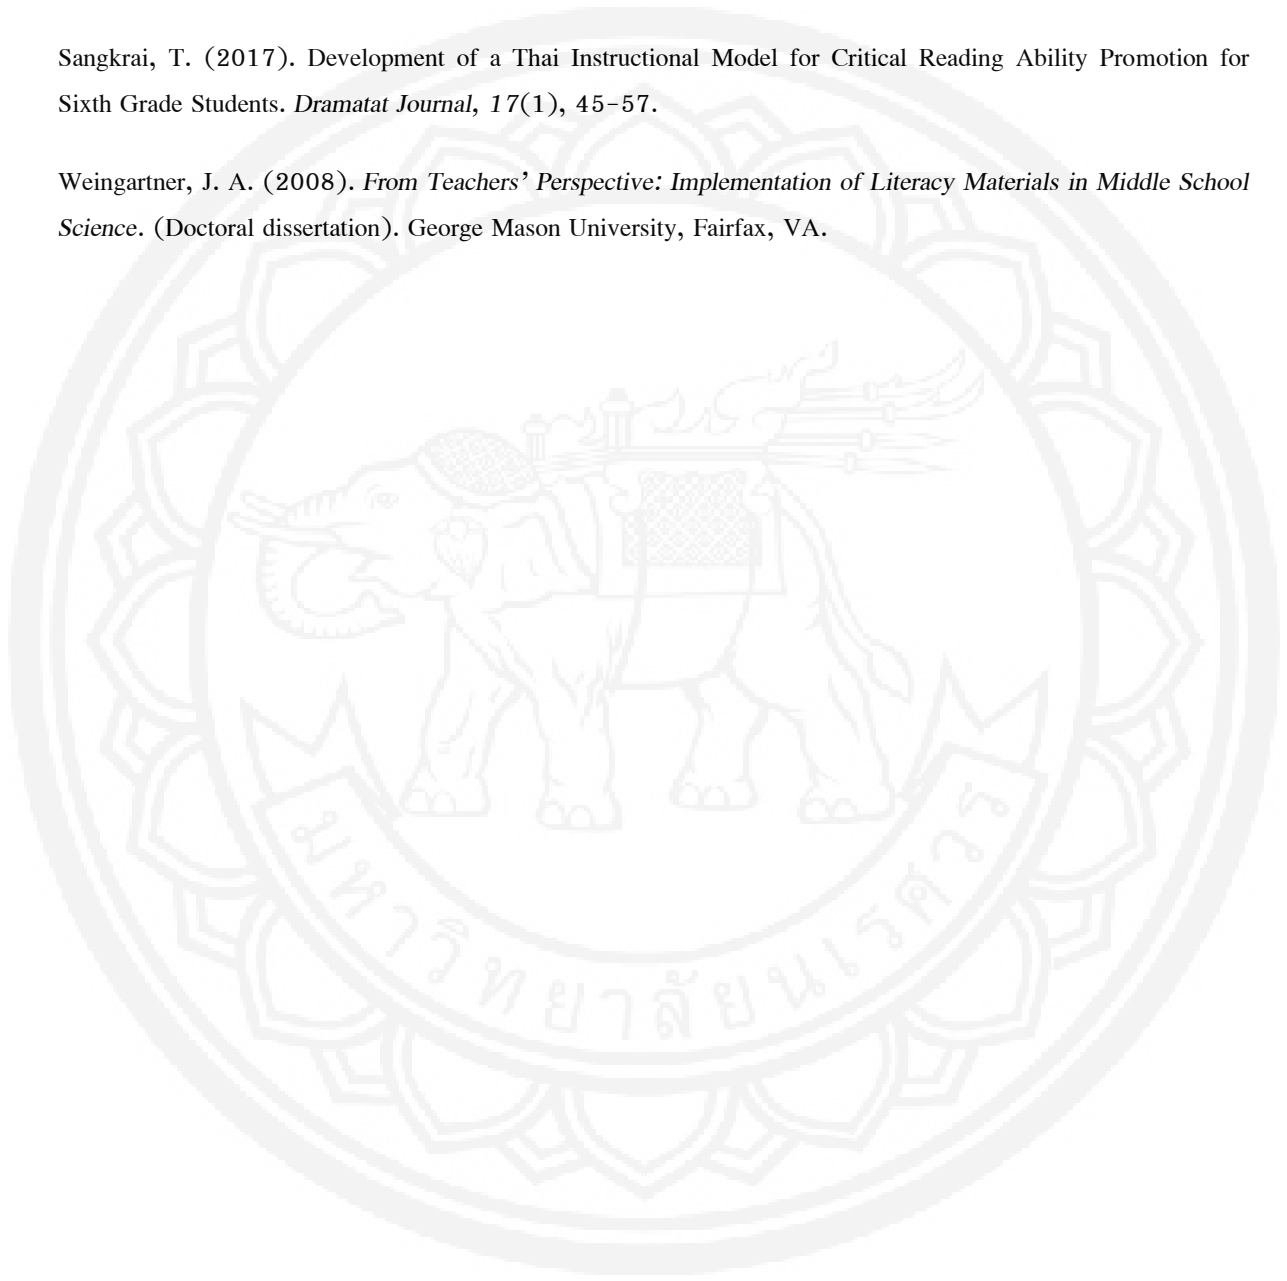 Sangkrai, T. (2017). Development of a Thai Instructional Model for Critical Reading Ability Promotion for
Sixth Grade Students. Dramatat Journal, 17(1), 45-57.
Weingartner, J. A. (2008). From Teachers’ Perspective: Implementation of Literacy Materials in Middle School
Science. (Doctoral dissertation). George Mason University, Fairfax, VA.
มหาวิทยาลัยนเรศวร